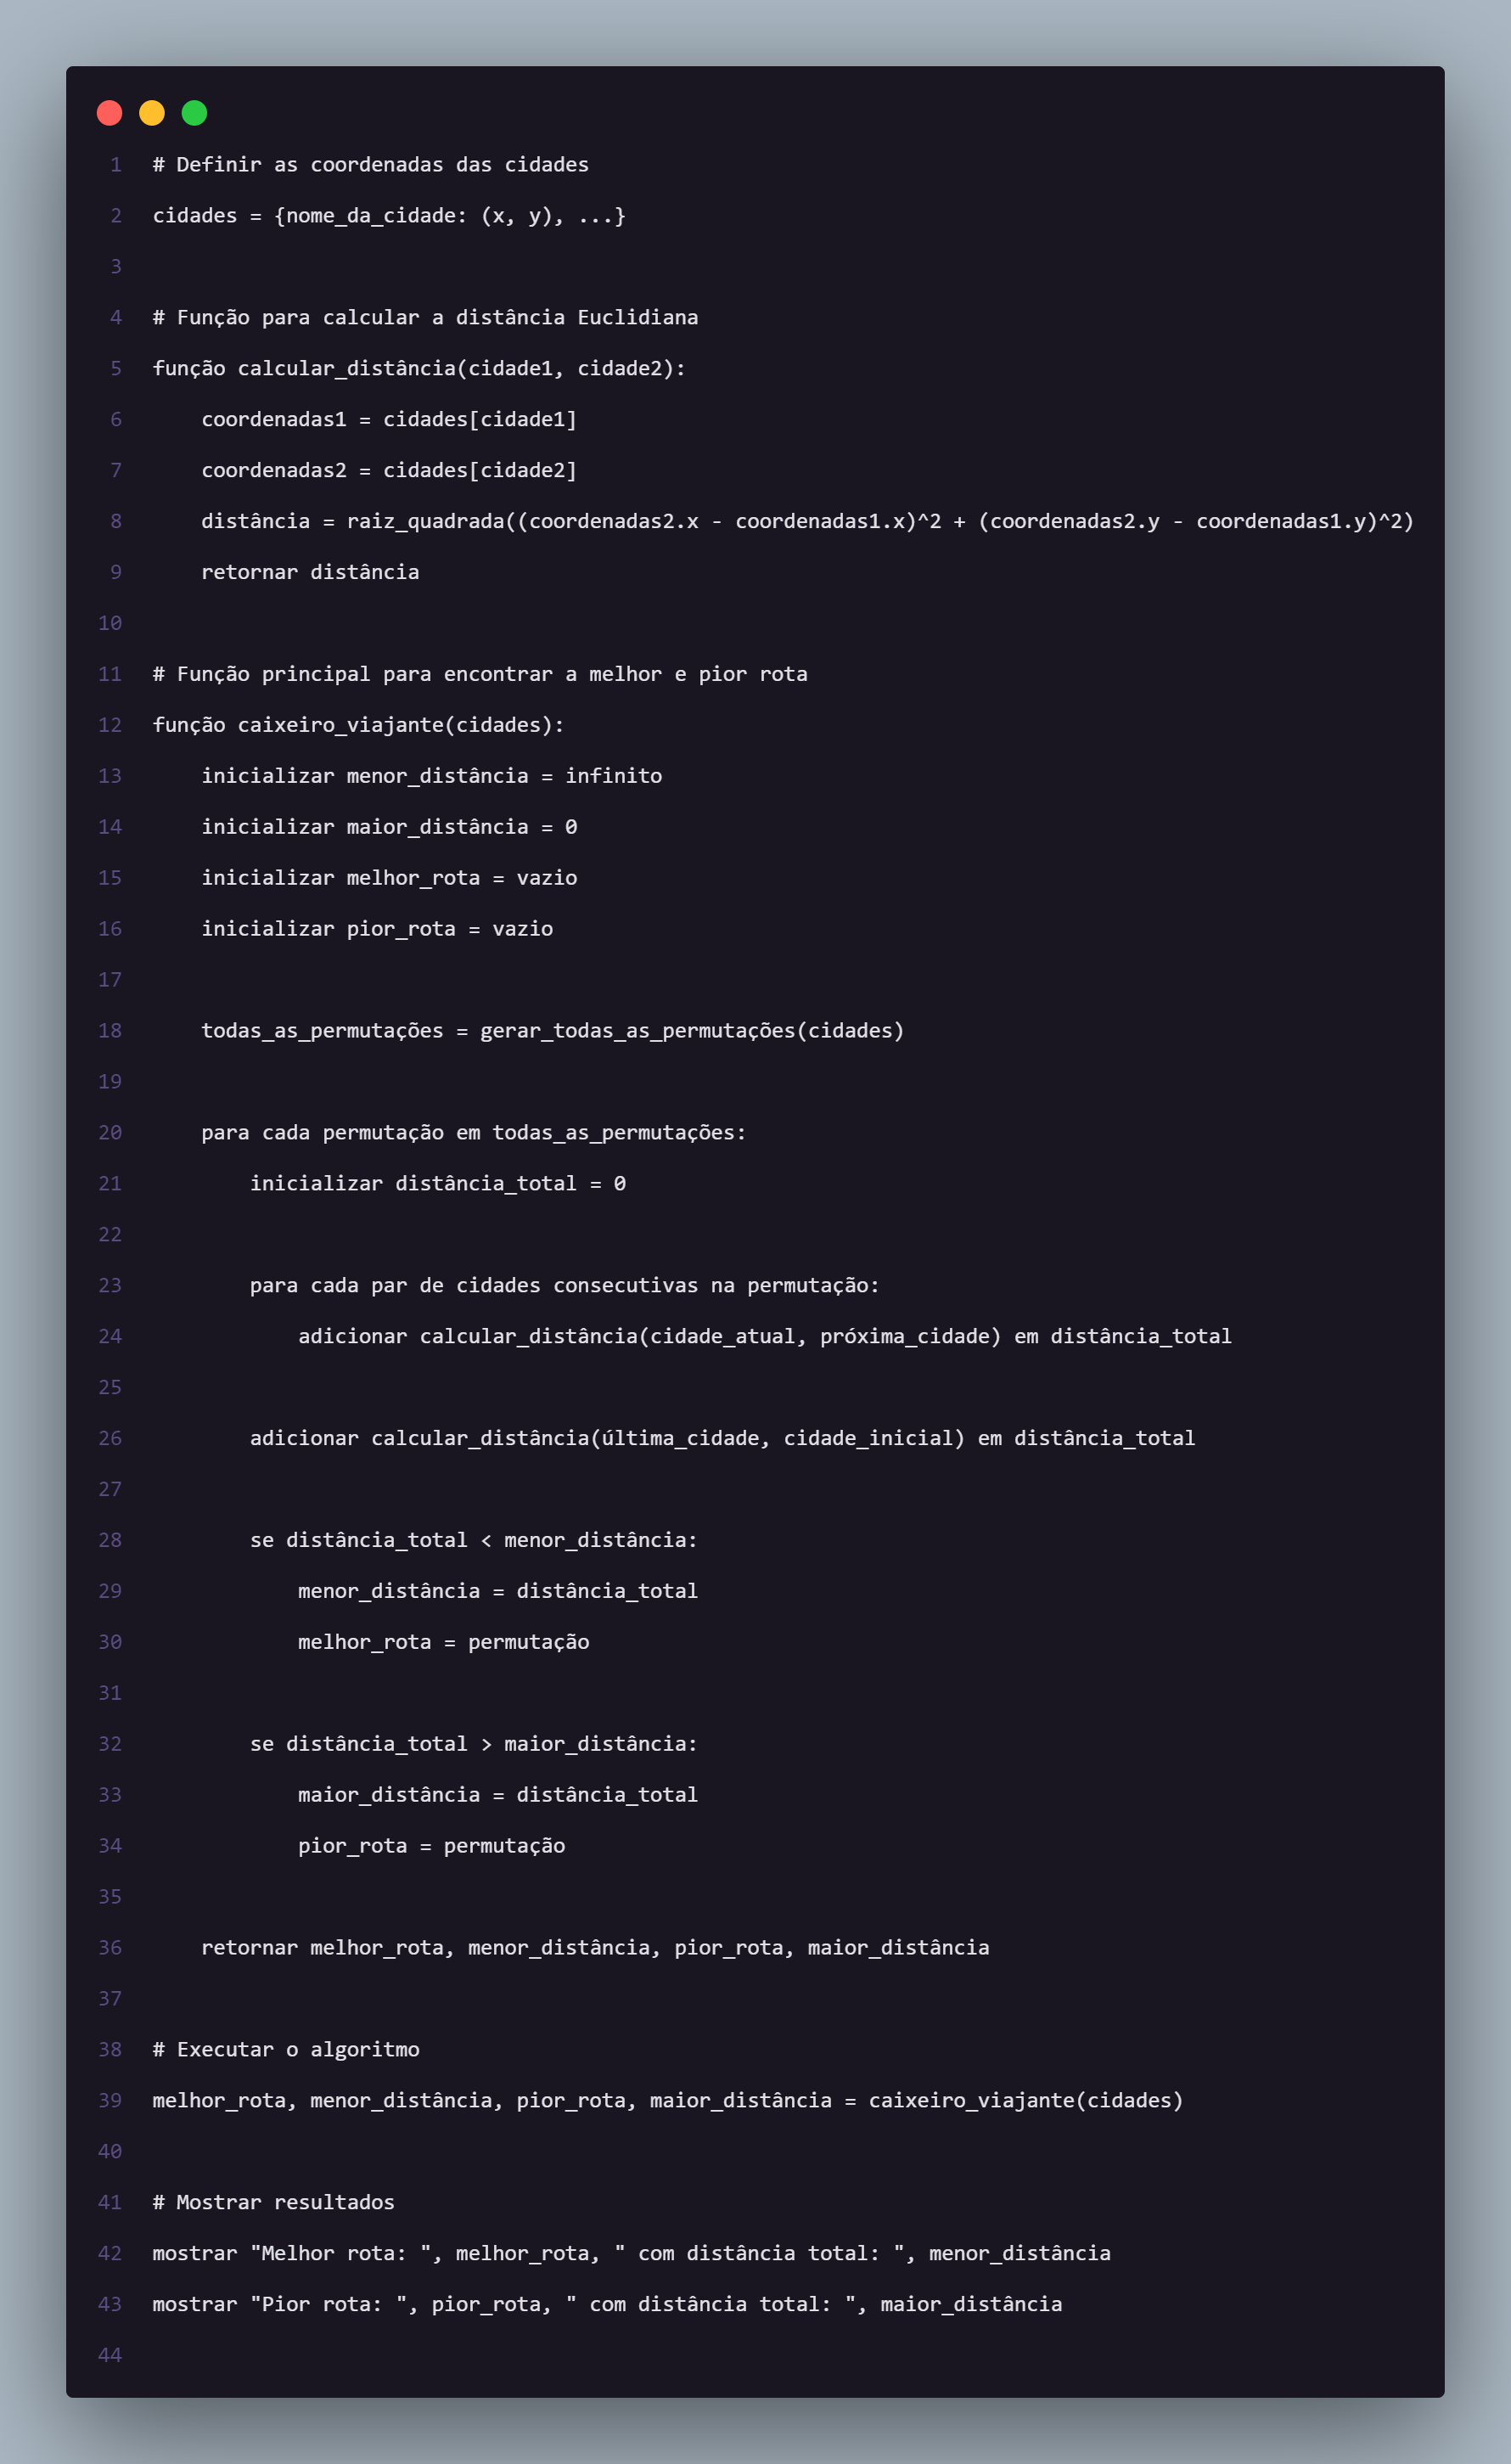 1 # Definir as coordenadas das cidades
2 cidades = {nome_da_cidade: (x, y), ...}
3
4 # Função para calcular a distância Euclidiana
5 função calcular_distância(cidade1, cidade2):
6     coordenadas1 = cidades[cidade1]
7     coordenadas2 = cidades[cidade2]
8     distância = raiz_quadrada((coordenadas2.x - coordenadas1.x)^2 + (coordenadas2.y - coordenadas1.y)^2)
9     retornar distância
10
11 # Função principal para encontrar a melhor e pior rota
12 função caixeiro_viajante(cidades):
13     inicializar menor_distância = infinito
14     inicializar maior_distância = 0
15     inicializar melhor_rota = vazio
16     inicializar pior_rota = vazio
17
18     todas_as_permutações = gerar_todas_as_permutações(cidades)
19
20     para cada permutação em todas_as_permutações:
21         inicializar distância_total = 0
22
23         para cada par de cidades consecutivas na permutação:
24             adicionar calcular_distância(cidade_atual, próxima_cidade) em distância_total
25
26         adicionar calcular_distância(última_cidade, cidade_inicial) em distância_total
27
28         se distância_total < menor_distância:
29             menor_distância = distância_total
30             melhor_rota = permutação
31
32         se distância_total > maior_distância:
33             maior_distância = distância_total
34             pior_rota = permutação
35
36     retornar melhor_rota, menor_distância, pior_rota, maior_distância
37
38 # Executar o algoritmo
39 melhor_rota, menor_distância, pior_rota, maior_distância = caixeiro_viajante(cidades)
40
41 # Mostrar resultados
42 mostrar "Melhor rota: ", melhor_rota, " com distância total: ", menor_distância
43 mostrar "Pior rota: ", pior_rota, " com distância total: ", maior_distância
44